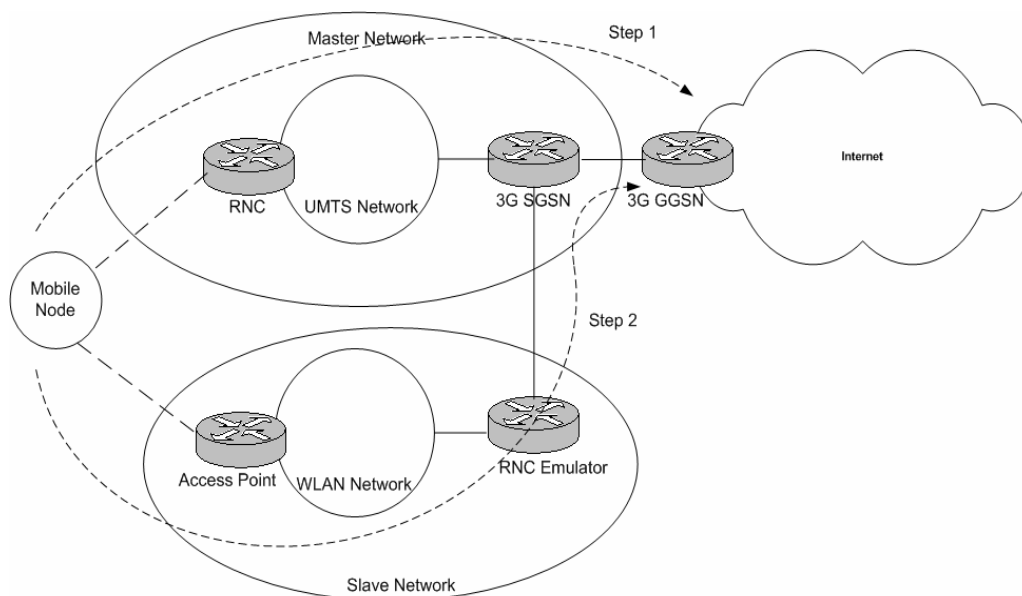 Master Network
Step 1
Internet
RNC
UMTS Network
3G SGSN
3G GGSN
Mobile
Node
Step 2
Access Point
WLAN Network
RNC Emulator
Slave Network